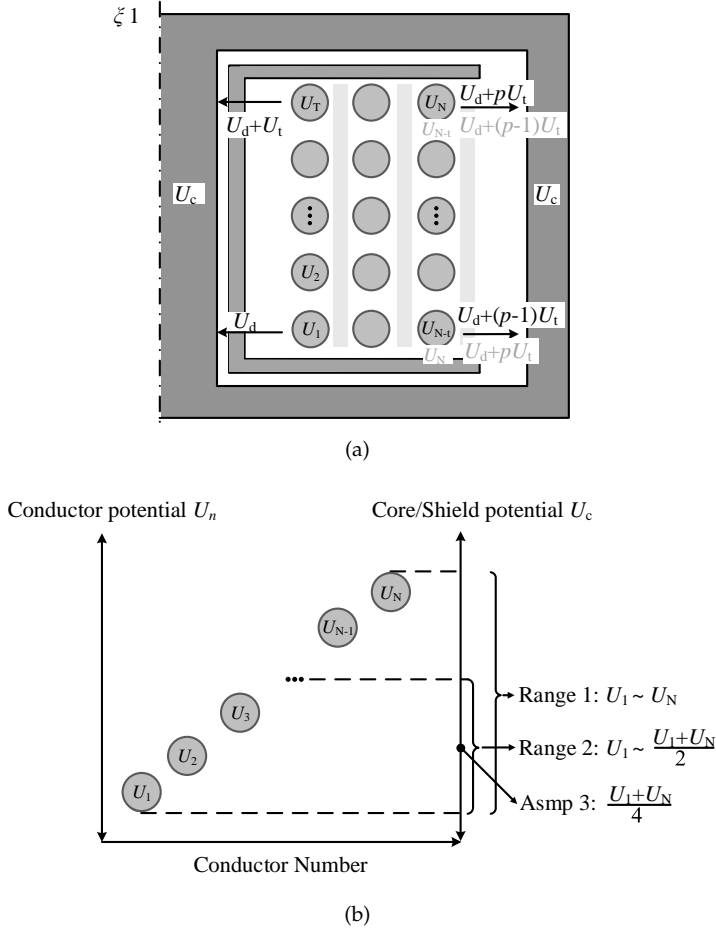 ξ 1
U_T U_N U_d+pU_t
U_d+U_t U_N-t U_d+(p-1)U_t
U_c U_c
U_2
U_d U_1 U_N-t U_d+(p-1)U_t
U_N U_d+pU_t
(a)
Conductor potential U_n Core/Shield potential U_c
U_N
U_N-1
U_3
U_2
U_1
Range 1: U_1 ~ U_N
Range 2: U_1 ~ U_1+U_N/2
Asmp 3: U_1+U_N/4
Conductor Number
(b)